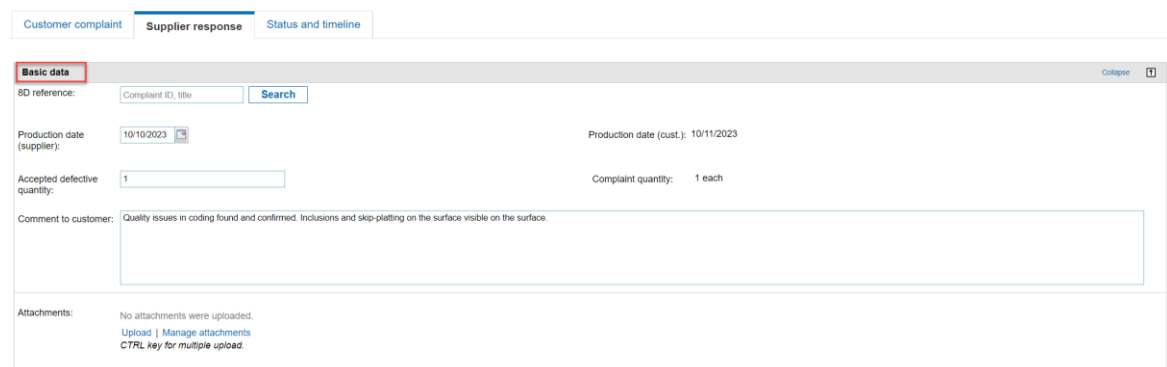 Customer complaint Supplier response Status and timeline
Basic data Collapse
8D reference: Complaint ID, title Search
Production date (supplier): 10/10/2023 Production date (cust.): 10/11/2023
Accepted defective quantity: 1 Complaint quantity: 1 each
Comment to customer: Quality issues in coding found and confirmed. Inclusions and skip-platting on the surface visible on the surface.
Attachments: No attachments were uploaded.
Upload | Manage attachments
CTRL key for multiple upload.